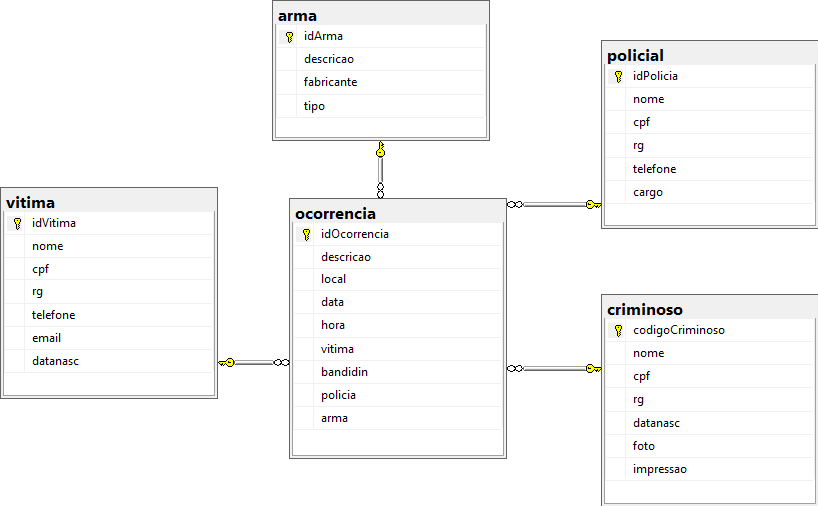 arma
idArma
descricao
fabricante
tipo
policial
idPolicia
nome
cpf
rg
telefone
cargo
vitima
idVitima
nome
cpf
rg
telefone
email
datanasc
ocorrencia
idOcorrencia
descricao
local
data
hora
vitima
bandidin
policia
arma
criminoso
codigoCriminoso
nome
cpf
rg
datanasc
foto
impressao